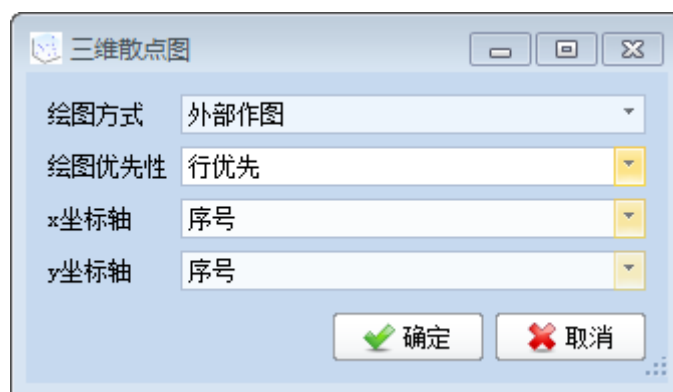 三维散点图
绘图方式 外部作图
绘图优先性 行优先
x坐标轴 序号
y坐标轴 序号
确定 取消